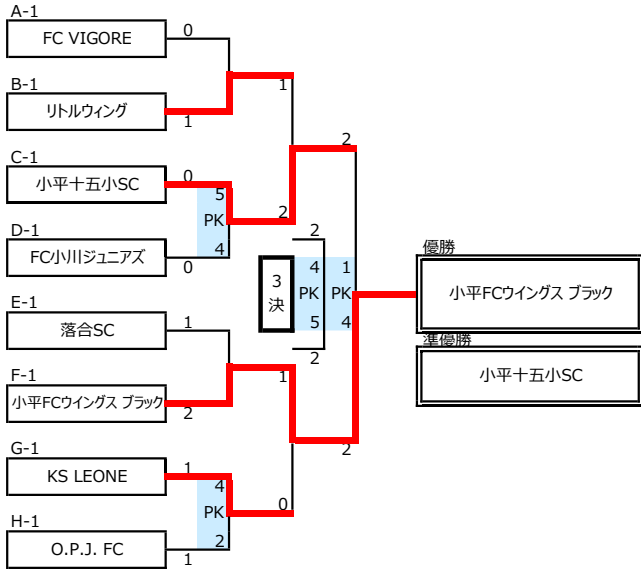 A-1
FC VIGORE
0
B-1
リトルウィング
1
1
C-1
小平十五小SC
0
5
PK
4
2
2
D-1
FC小川ジュニアズ
0
2
3
決
4
PK
5
2
1
PK
4
優勝
小平FCウイングス ブラック
準優勝
小平十五小SC
E-1
落合SC
1
F-1
小平FCウイングス ブラック
2
1
2
G-1
KS LEONE
1
4
PK
2
0
H-1
O.P.J. FC
1